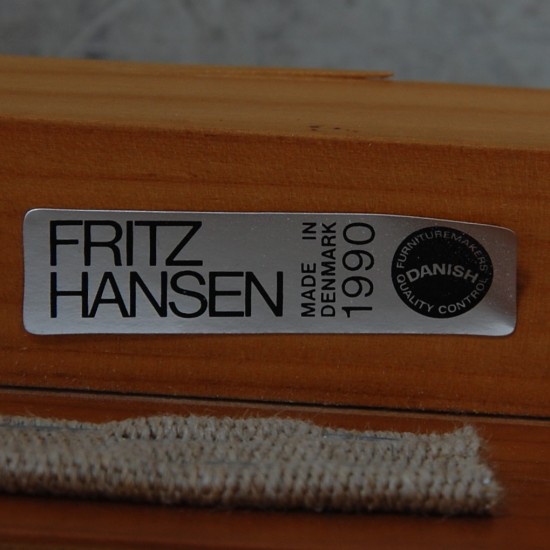 FRITZ
HANSEN
MADE IN
DENMARK
1990
FURNITUREMAKERS'
DANISH
QUALITY CONTROL